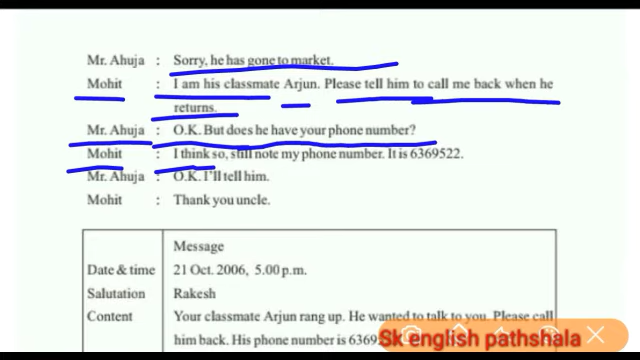 Mr. Ahuja : Sorry, he has gone to market.
Mohit : I am his classmate Arjun. Please tell him to call me back when he
returns.
Mr. Ahuja : O.K. But does he have your phone number?
Mohit : I think so, still note my phone number. It is 6369522.
Mr. Ahuja : O.K. I'll tell him.
Mohit : Thank you uncle.
Message
Date & time 21 Oct. 2006, 5.00 p.m.
Salutation Rakesh
Content Your classmate Arjun rang up. He wanted to talk to you. Please call
him back. His phone number is
Sk english pathshala